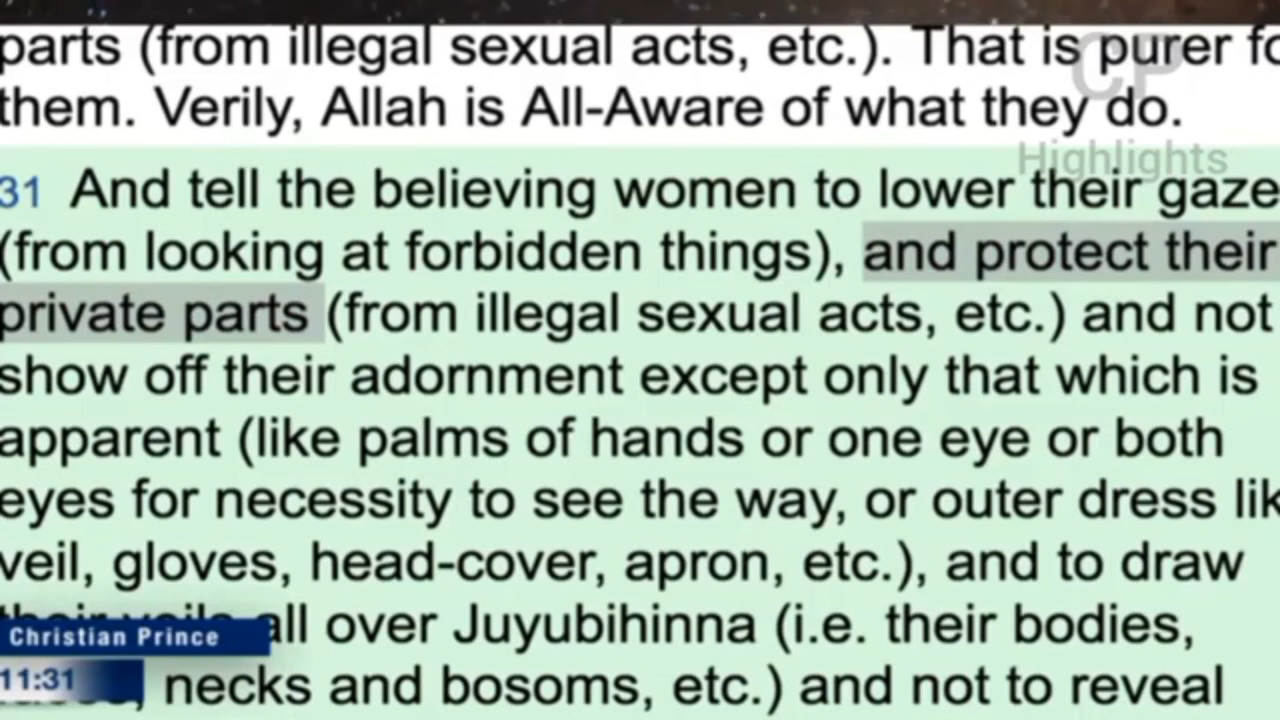 parts (from illegal sexual acts, etc.). That is purer fo
them. Verily, Allah is All-Aware of what they do.
CP
Highlights
31 And tell the believing women to lower their gaze
(from looking at forbidden things), and protect their
private parts (from illegal sexual acts, etc.) and not
show off their adornment except only that which is
apparent (like palms of hands or one eye or both
eyes for necessity to see the way, or outer dress lik
veil, gloves, head-cover, apron, etc.), and to draw
their veils all over Juyubihinna (i.e. their bodies,
necks and bosoms, etc.) and not to reveal
Christian Prince
11:31